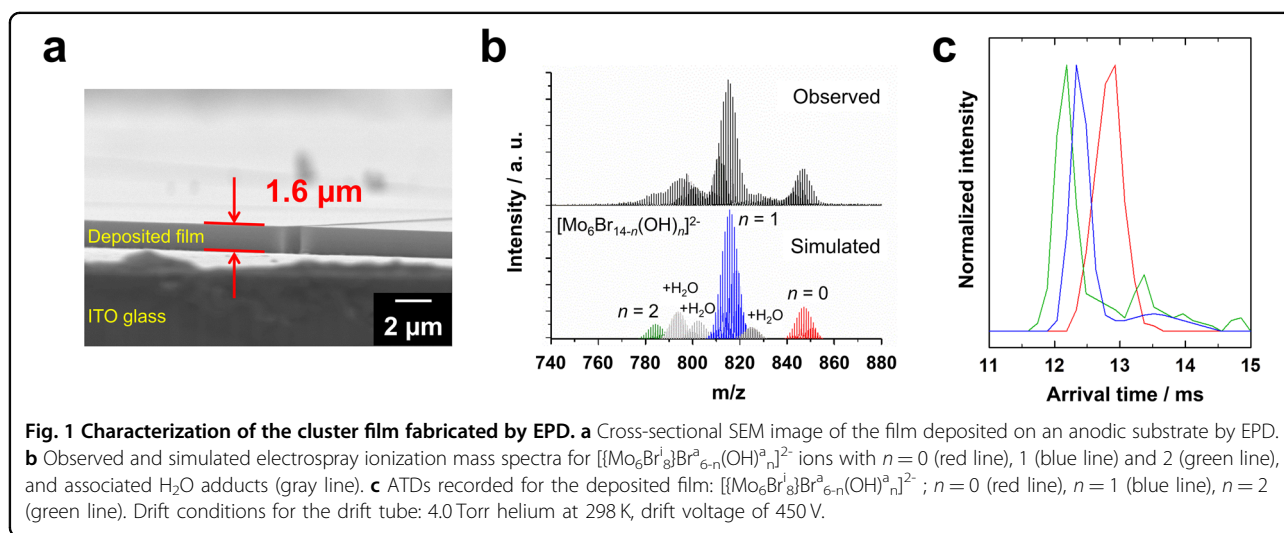 a
1.6 μm
Deposited film
ITO glass
2 μm
b
Observed
[Mo6Br14-n(OH)n]2-
n = 1
Simulated
+H2O
n = 2
+H2O
+H2O
n = 0
Intensity / a. u.
740 760 780 800 820 840 860 880
m/z
c
Normalized intensity
11 12 13 14 15
Arrival time / ms
Fig. 1 Characterization of the cluster film fabricated by EPD. a Cross-sectional SEM image of the film deposited on an anodic substrate by EPD.
b Observed and simulated electrospray ionization mass spectra for [{Mo6Bri8}Bra6-n(OH)an]2- ions with n = 0 (red line), 1 (blue line) and 2 (green line),
and associated H2O adducts (gray line). c ATDs recorded for the deposited film: [{Mo6Bri8}Bra6-n(OH)an]2- ; n = 0 (red line), n = 1 (blue line), n = 2
(green line). Drift conditions for the drift tube: 4.0 Torr helium at 298 K, drift voltage of 450 V.